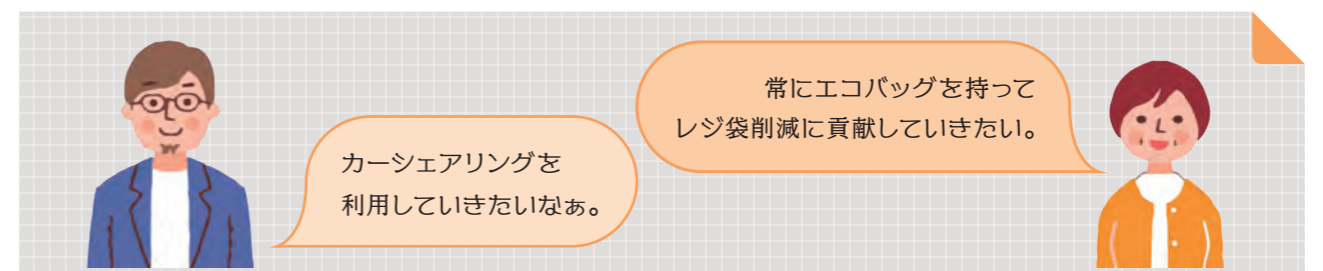 カーシェアリングを
利用していきたいなぁ。
常にエコバッグを持って
レジ袋削減に貢献していきたい。